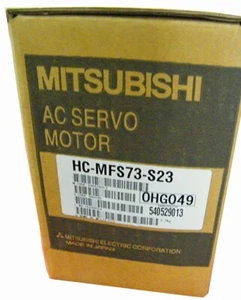 MITSUBISHI
AC SERVO
MOTOR
HC-MFS73-S23
OHG049
540529013
MITSUBISHI ELECTRIC CORPORATION
MADE IN JAPAN